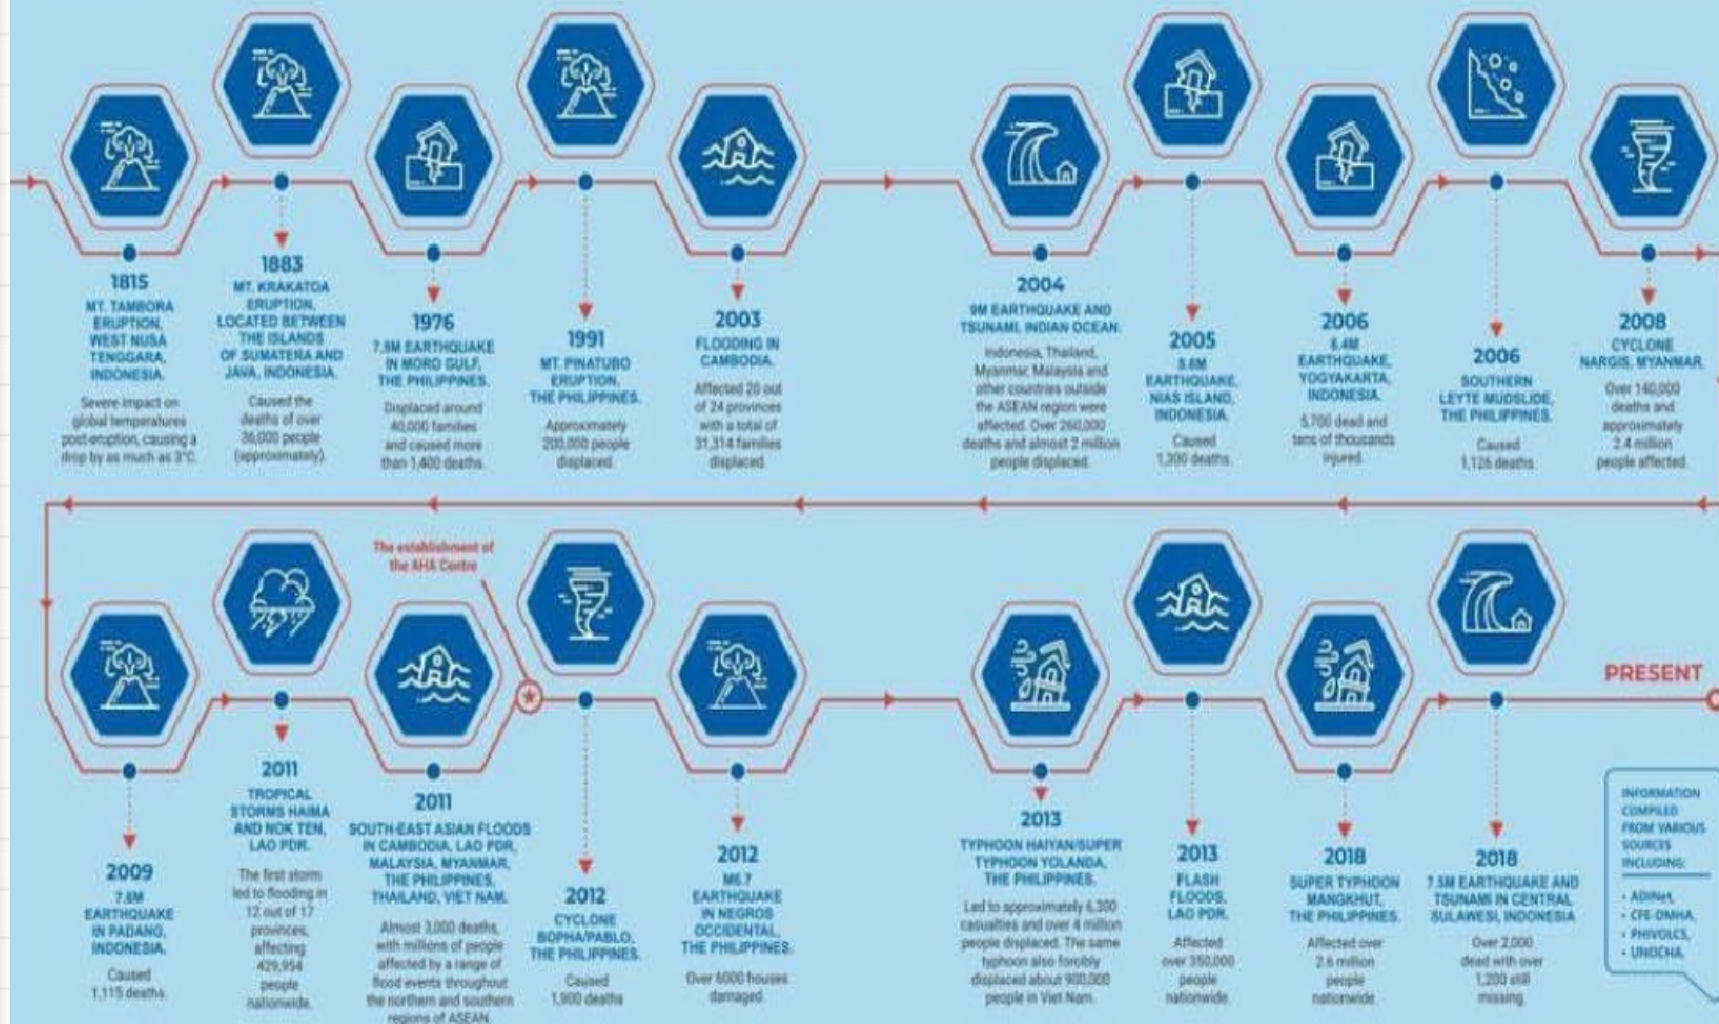 1815
MT. TAMBORA
ERUPTION,
WEST NUSA
TENGGARA,
INDONESIA.
Severe impact on
global temperatures
post-eruption, causing a
drop by as much as 3°C.
1883
MT. KRAKATOA
ERUPTION,
LOCATED BETWEEN
THE ISLANDS
OF SUMATERA AND
JAVA, INDONESIA.
Caused the
deaths of over
36,000 people
(approximately).
1976
7.9M EARTHQUAKE
IN MORO GULF,
THE PHILIPPINES.
Displaced around
40,000 families
and caused more
than 1,400 deaths.
1991
MT. PINATUBO
ERUPTION,
THE PHILIPPINES.
Approximately
200,000 people
displaced.
2003
FLOODING IN
CAMBODIA.
Affected 20 out
of 24 provinces
with a total of
31,314 families
displaced.
2004
9M EARTHQUAKE AND
TSUNAMI, INDIAN OCEAN.
Indonesia, Thailand,
Myanmar, Malaysia and
other countries outside
the ASEAN region were
affected. Over 260,000
deaths and almost 2 million
people displaced.
2005
8.6M
EARTHQUAKE,
NIAS ISLAND,
INDONESIA.
Caused
1,300 deaths.
2006
6.4M
EARTHQUAKE,
YOGYAKARTA,
INDONESIA.
5,700 dead and
tens of thousands
injured.
2006
SOUTHERN
LEYTE MUDSLIDE,
THE PHILIPPINES.
Caused
1,126 deaths.
2008
CYCLONE
NARGIS, MYANMAR.
Over 140,000
deaths and
approximately
2.4 million
people affected.
The establishment of
the AHA Centre
2009
7.6M
EARTHQUAKE
IN PADANG,
INDONESIA.
Caused
1,115 deaths.
2011
TROPICAL
STORMS HAIMA
AND NOK TEN,
LAO PDR.
The first storm
led to flooding in
12 out of 17
provinces,
affecting
429,954
people
nationwide.
2011
SOUTH-EAST ASIAN FLOODS
IN CAMBODIA, LAO PDR,
MALAYSIA, MYANMAR,
THE PHILIPPINES,
THAILAND, VIET NAM.
Almost 3,000 deaths,
with millions of people
affected by a range of
flood events throughout
the northern and southern
regions of ASEAN.
2012
CYCLONE
BOPHA/PABLO,
THE PHILIPPINES.
Caused
1,900 deaths
2012
M6.7
EARTHQUAKE
IN NEGROS
OCCIDENTAL,
THE PHILIPPINES.
Over 6000 houses
damaged.
2013
TYPHOON HAIYAN/SUPER
TYPHOON YOLANDA,
THE PHILIPPINES.
Led to approximately 6,300
casualties and over 4 million
people displaced. The same
typhoon also forcibly
displaced about 900,000
people in Viet Nam.
2013
FLASH
FLOODS,
LAO PDR.
Affected
over 350,000
people
nationwide.
2018
SUPER TYPHOON
MANGKHUT,
THE PHILIPPINES.
Affected over
2.6 million
people
nationwide.
2018
7.5M EARTHQUAKE AND
TSUNAMI IN CENTRAL
SULAWESI, INDONESIA
Over 2,000
dead with over
1,200 still
missing.
PRESENT
INFORMATION
COMPILED
FROM VARIOUS
SOURCES
INCLUDING:
• ADINet,
• CFE-DMHA,
• PHIVOLCS,
• UNOCHA.